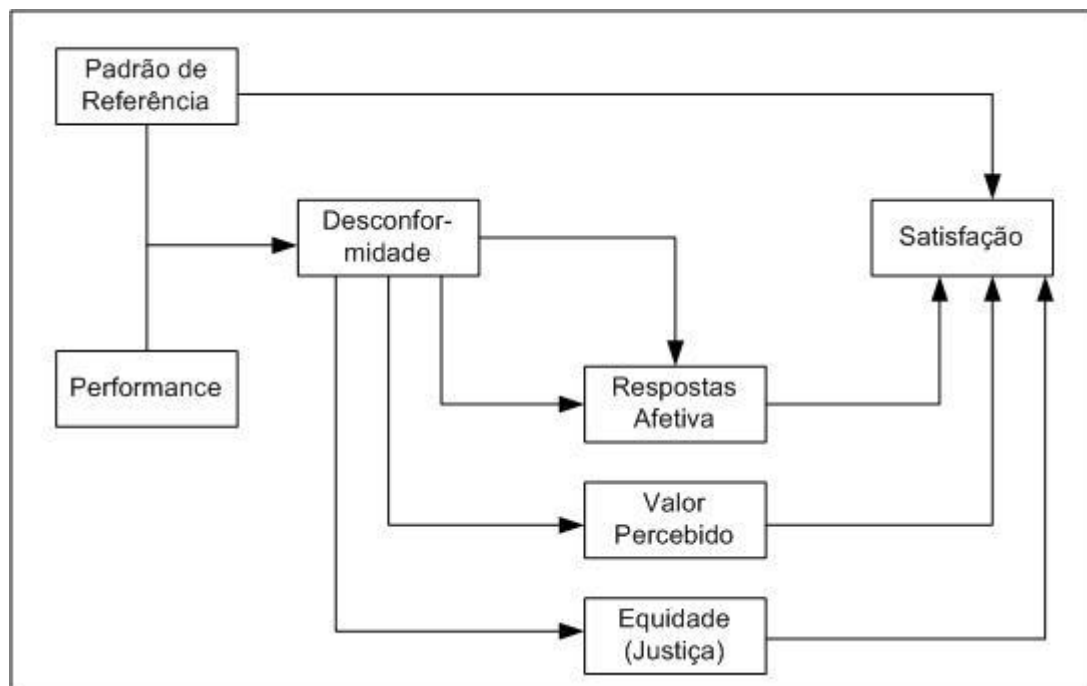 Padrão de
Referência
Desconfor-
midade
Satisfação
Performance
Respostas
Afetiva
Valor
Percebido
Equidade
(Justiça)